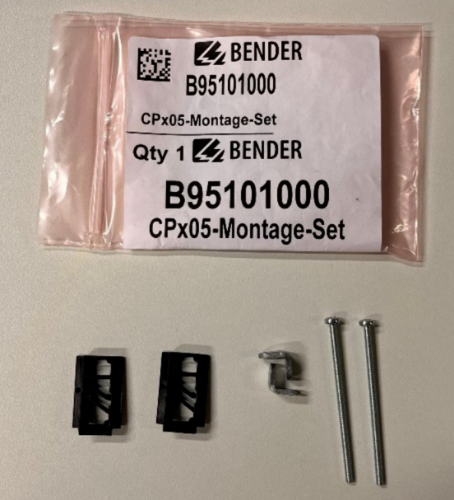 BENDER
B95101000
CPx05-Montage-Set
Qty 1 BENDER
B95101000
CPx05-Montage-Set